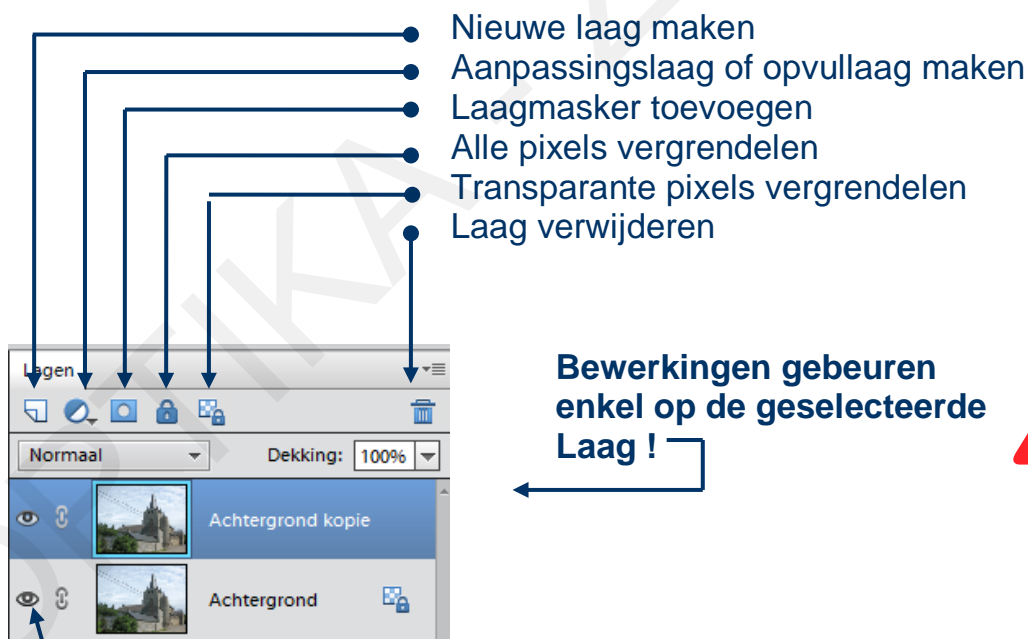 Nieuwe laag maken
Aanpassingslaag of opvullaag maken
Laagmasker toevoegen
Alle pixels vergrendelen
Transparante pixels vergrendelen
Laag verwijderen
Lagen
Bewerkingen gebeuren
enkel op de geselecteerde
Laag !
Normaal Dekking: 100%
Achtergrond kopie
Achtergrond